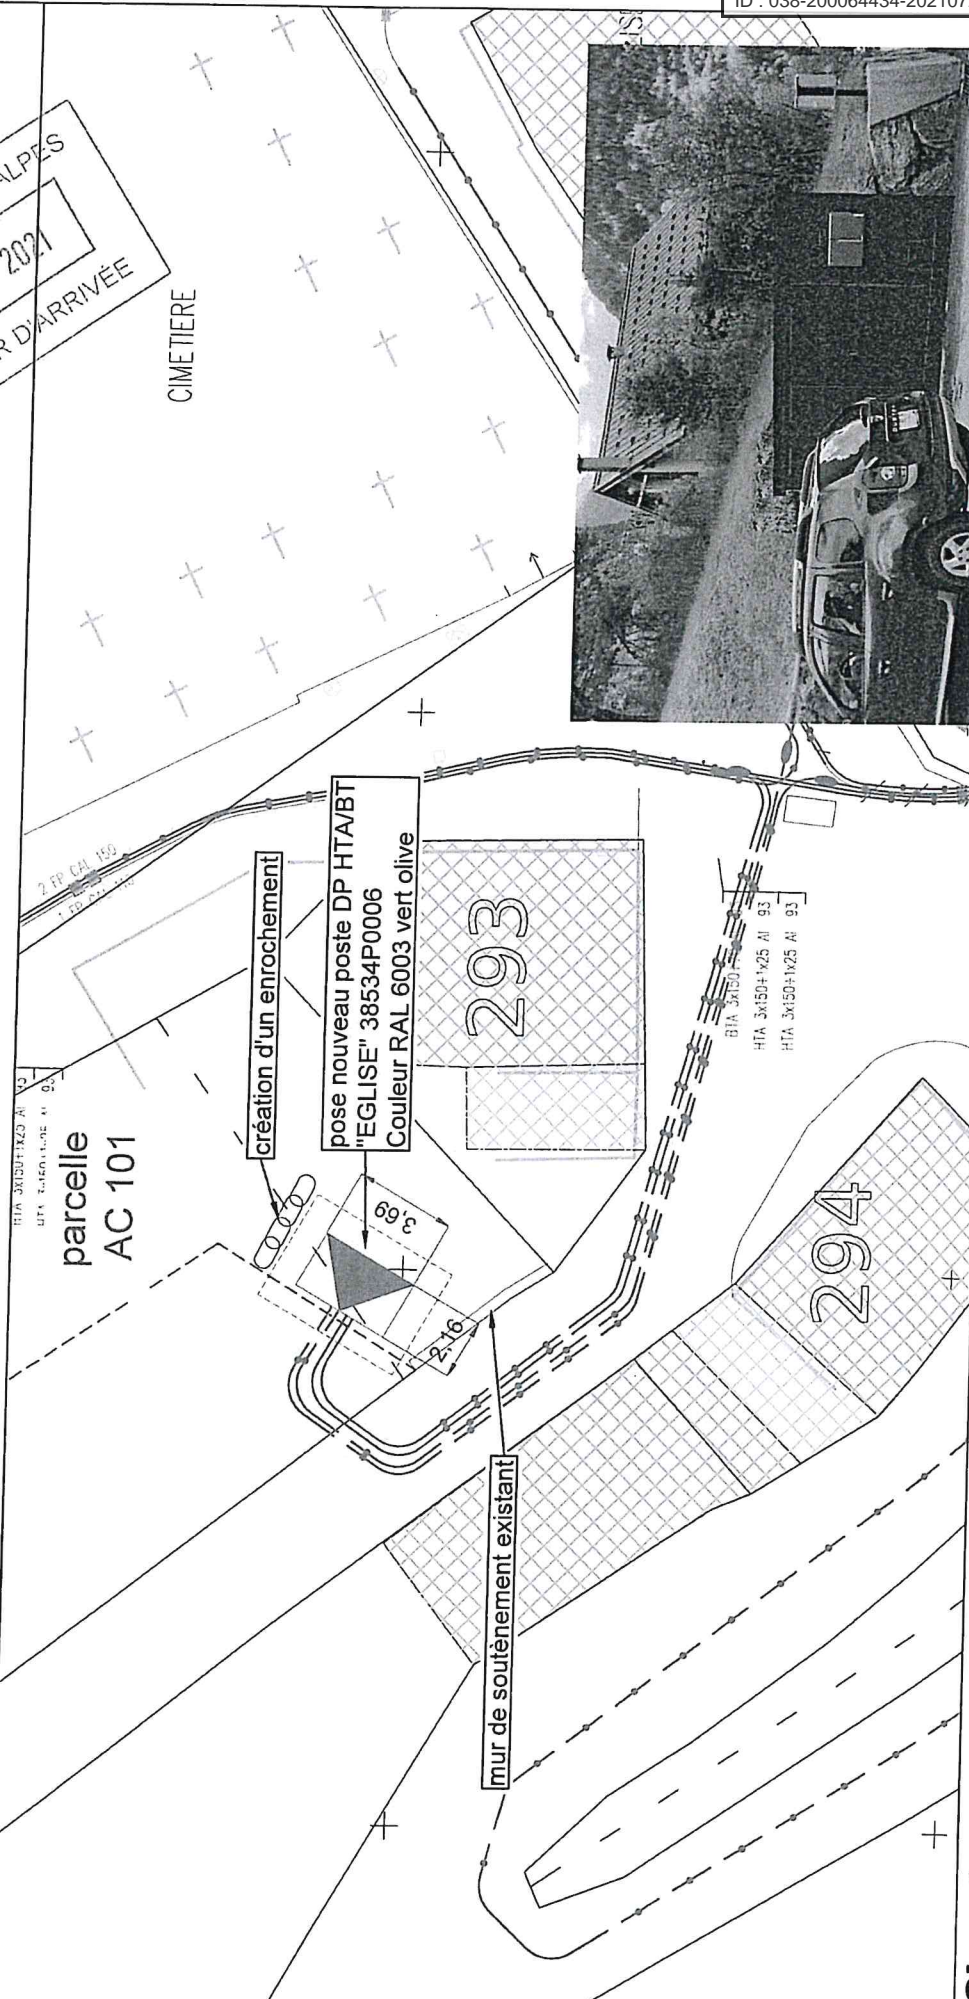 ID : 038-200064434-202107
ALPES
2021
R D'ARRIVÉE
CIMETIERE
2 FP CAL 150
création d'un enrochement
pose nouveau poste DP HTA/BT
"EGLISE" 38534P0006
Couleur RAL 6003 vert olive
293
HTA 3x150+1x25 Al
parcelle
AC 101
3,69
2,16
BTA 3x150+
HTA 3x150+1x25 Al 93
HTA 3x150+1x25 Al 93
294
mur de soutènement existant